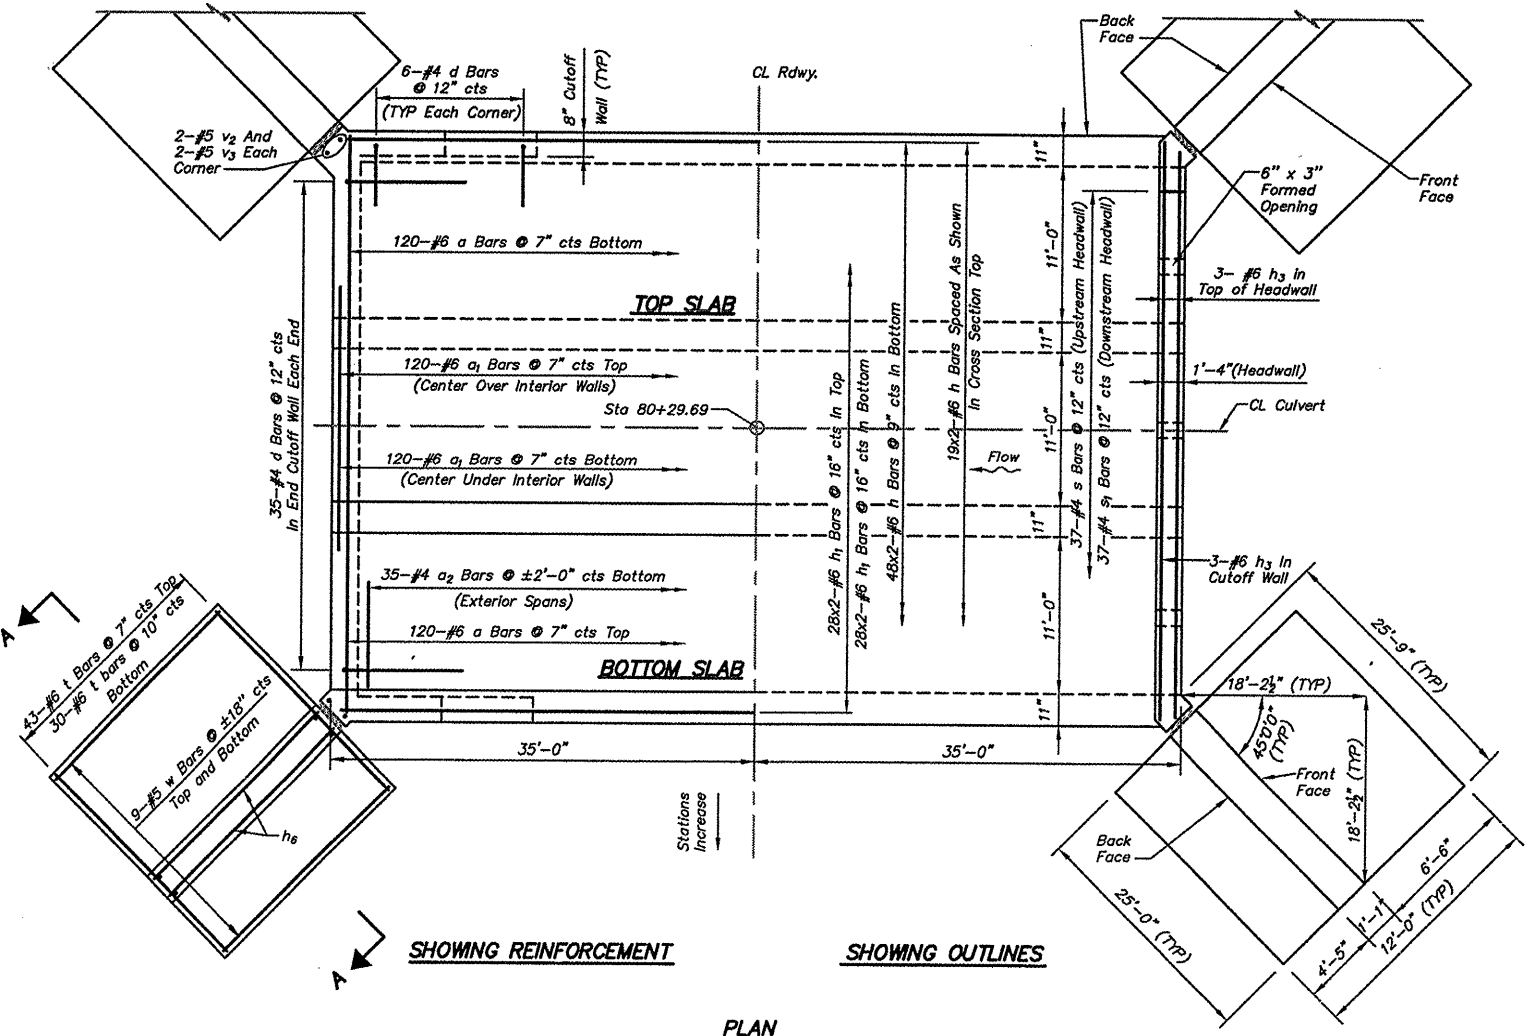 Back
Face
6-#4 d Bars
@ 12" cts
(TYP Each Corner)
8" Cutoff
Wall (TYP)
CL Rdwy.
2-#5 v2 And
2-#5 v3 Each
Corner
11"
6" x 3"
Formed
Opening
Front
Face
120-#6 a Bars @ 7" cts Bottom
11'-0"
3- #6 h3 in
Top of Headwall
TOP SLAB
11"
35-#4 d Bars @ 12" cts
In End Cutoff Wall Each End
120-#6 a1 Bars @ 7" cts Top
(Center Over Interior Walls)
1'-4"(Headwall)
Sta 80+29.69
CL Culvert
11'-0"
120-#6 a1 Bars @ 7" cts Bottom
(Center Under Interior Walls)
Flow
28x2-#6 h1 Bars @ 16" cts In Top
28x2-#6 h1 Bars @ 16" cts In Bottom
48x2-#6 h Bars @ 9" cts In Bottom
19x2-#6 h Bars Spaced As Shown
In Cross Section Top
37-#4 s Bars @ 12" cts (Upstream Headwall)
37-#4 s1 Bars @ 12" cts (Downstream Headwall)
11"
35-#4 a2 Bars @ ±2'-0" cts Bottom
(Exterior Spans)
3-#6 h3 In
Cutoff Wall
11'-0"
120-#6 a Bars @ 7" cts Top
BOTTOM SLAB
11"
A
43-#6 t Bars @ 7" cts Top
30-#6 t bars @ 10" cts
Bottom
9-#5 w Bars @ ±18" cts
Top and Bottom
h6
35'-0"
35'-0"
25'-9" (TYP)
18'-2½" (TYP)
45°0'0"
(TYP)
Front
Face
18'-2½" (TYP)
Stations
Increase
Back
Face
6'-6"
1'-1"
12'-0" (TYP)
4'-5"
25'-0" (TYP)
A
SHOWING REINFORCEMENT
SHOWING OUTLINES
PLAN